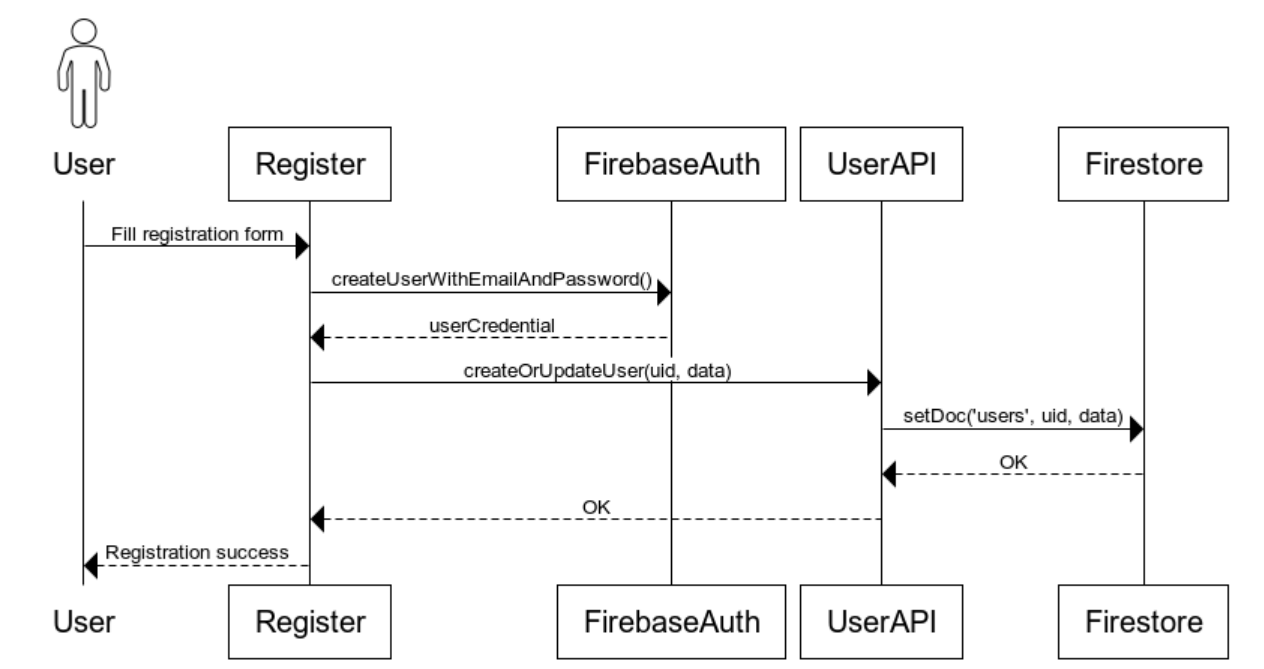 User
Register
FirebaseAuth
UserAPI
Firestore
Fill registration form
createUserWithEmailAndPassword()
userCredential
createOrUpdateUser(uid, data)
setDoc('users', uid, data)
OK
OK
Registration success
User
Register
FirebaseAuth
UserAPI
Firestore